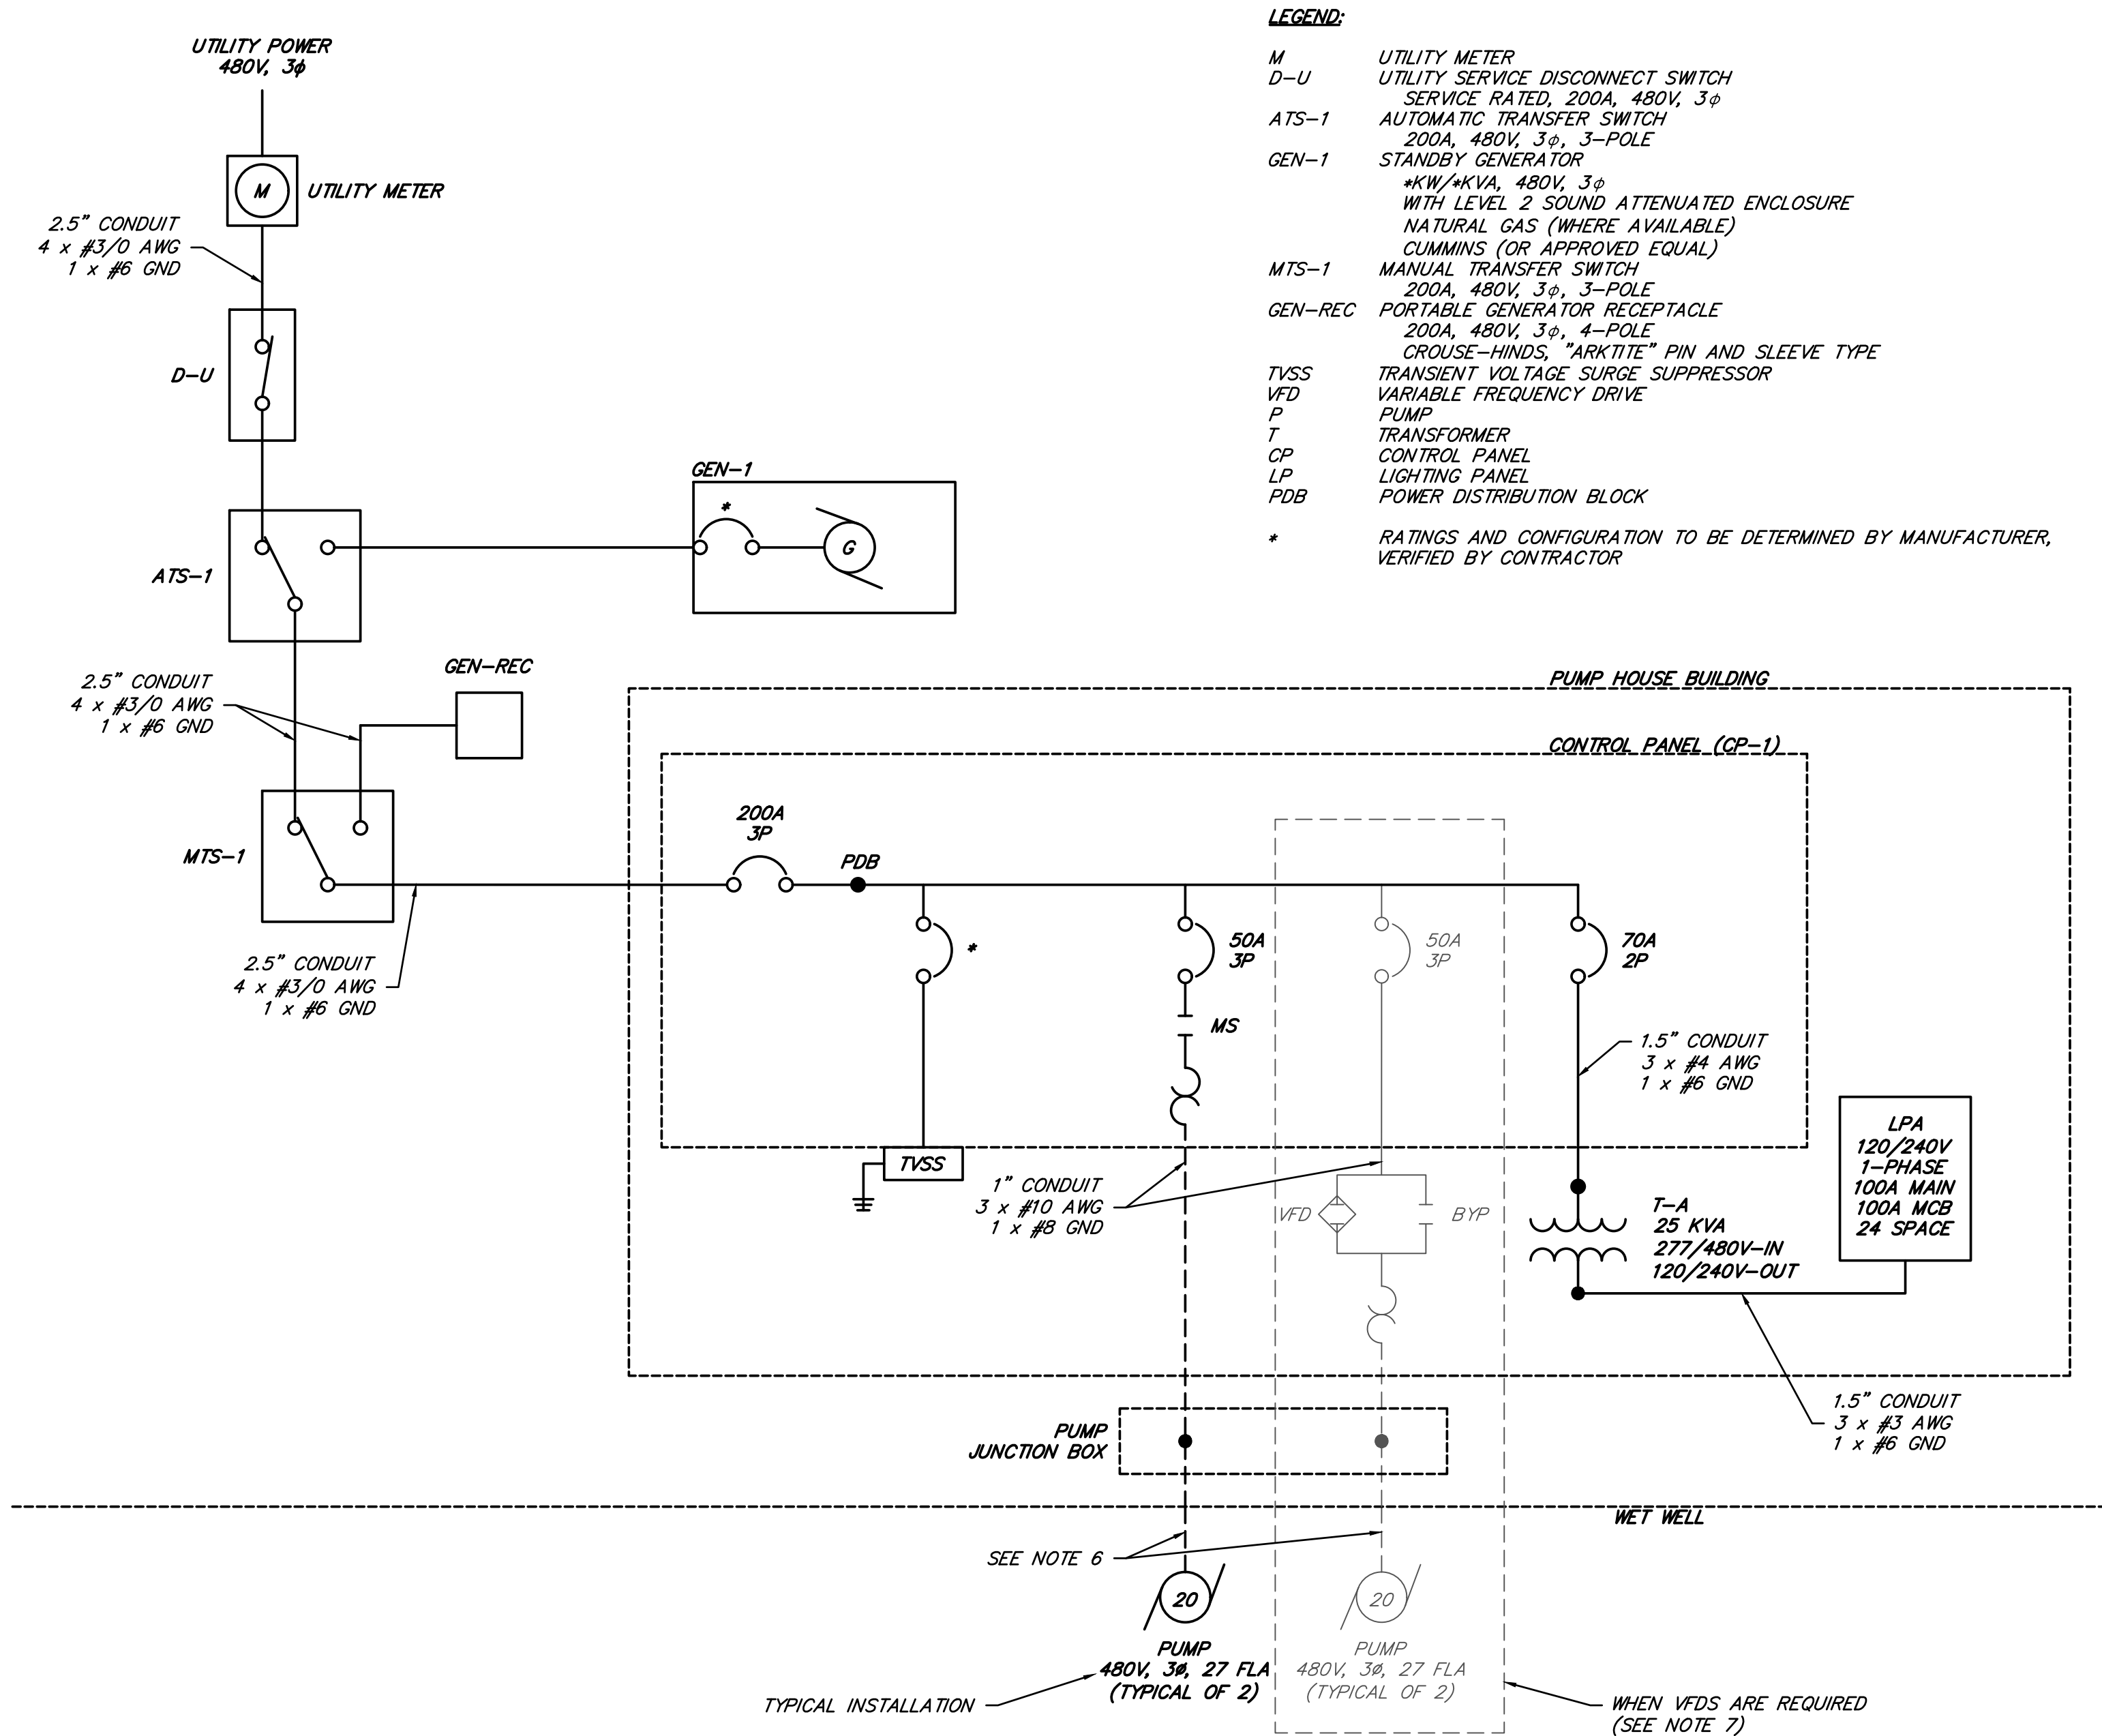 UTILITY POWER
480V, 3ϕ
M
UTILITY METER
2.5" CONDUIT
4 x #3/0 AWG
1 x #6 GND
D-U
ATS-1
GEN-1
*
G
2.5" CONDUIT
4 x #3/0 AWG
1 x #6 GND
GEN-REC
MTS-1
2.5" CONDUIT
4 x #3/0 AWG
1 x #6 GND
LEGEND:
M UTILITY METER
D-U UTILITY SERVICE DISCONNECT SWITCH
SERVICE RATED, 200A, 480V, 3ϕ
ATS-1 AUTOMATIC TRANSFER SWITCH
200A, 480V, 3ϕ, 3-POLE
GEN-1 STANDBY GENERATOR
*KW/*KVA, 480V, 3ϕ
WITH LEVEL 2 SOUND ATTENUATED ENCLOSURE
NATURAL GAS (WHERE AVAILABLE)
CUMMINS (OR APPROVED EQUAL)
MTS-1 MANUAL TRANSFER SWITCH
200A, 480V, 3ϕ, 3-POLE
GEN-REC PORTABLE GENERATOR RECEPTACLE
200A, 480V, 3ϕ, 4-POLE
CROUSE-HINDS, "ARKTITE" PIN AND SLEEVE TYPE
TVSS TRANSIENT VOLTAGE SURGE SUPPRESSOR
VFD VARIABLE FREQUENCY DRIVE
P PUMP
T TRANSFORMER
CP CONTROL PANEL
LP LIGHTING PANEL
PDB POWER DISTRIBUTION BLOCK
* RATINGS AND CONFIGURATION TO BE DETERMINED BY MANUFACTURER,
VERIFIED BY CONTRACTOR
PUMP HOUSE BUILDING
CONTROL PANEL (CP-1)
200A
3P
PDB
*
50A
3P
MS
50A
3P
70A
2P
1.5" CONDUIT
3 x #4 AWG
1 x #6 GND
TVSS
1" CONDUIT
3 x #10 AWG
1 x #8 GND
VFD
BYP
T-A
25 KVA
277/480V-IN
120/240V-OUT
LPA
120/240V
1-PHASE
100A MAIN
100A MCB
24 SPACE
1.5" CONDUIT
3 x #3 AWG
1 x #6 GND
PUMP
JUNCTION BOX
WET WELL
SEE NOTE 6
20
PUMP
480V, 3Ø, 27 FLA
(TYPICAL OF 2)
20
PUMP
480V, 3Ø, 27 FLA
(TYPICAL OF 2)
TYPICAL INSTALLATION
WHEN VFDS ARE REQUIRED
(SEE NOTE 7)